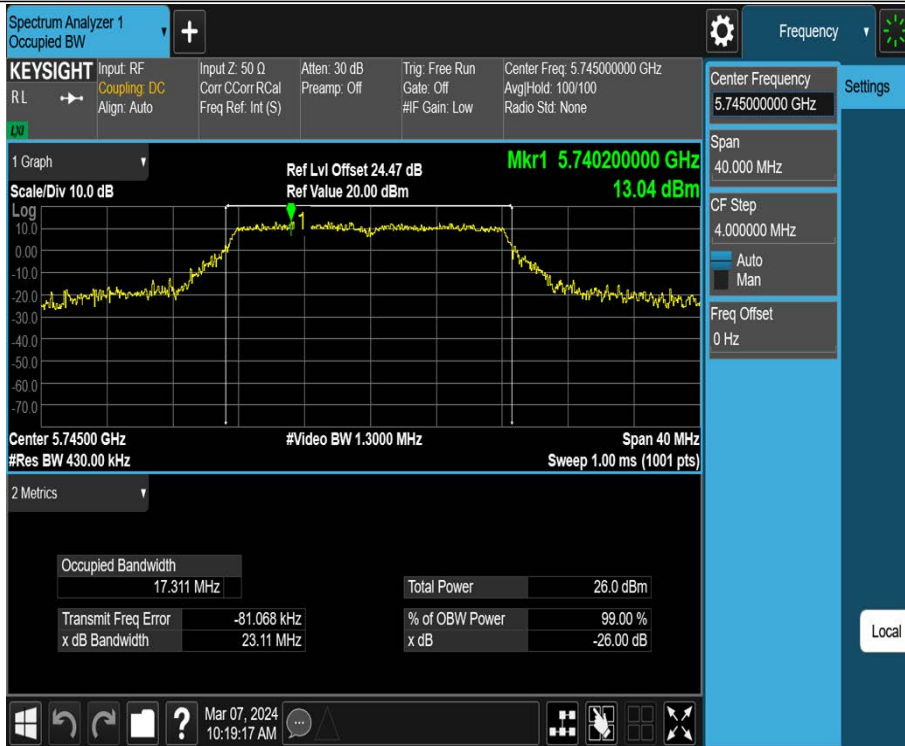 Spectrum Analyzer 1
Occupied BW
+
Frequency
KEYSIGHT
R L
LXI
Input: RF
Coupling: DC
Align: Auto
Input Z: 50 Ω
Corr CCorr RCal
Freq Ref: Int (S)
Atten: 30 dB
Preamp: Off
Trig: Free Run
Gate: Off
#IF Gain: Low
Center Freq: 5.745000000 GHz
Avg|Hold: 100/100
Radio Std: None
Center Frequency
5.745000000 GHz
Settings
Span
40.000 MHz
CF Step
4.000000 MHz
Auto
Man
Freq Offset
0 Hz
Local
1 Graph
Scale/Div 10.0 dB
Ref Lvl Offset 24.47 dB
Ref Value 20.00 dBm
Mkr1 5.740200000 GHz
13.04 dBm
Log
10.0
0.00
-10.0
-20.0
-30.0
-40.0
-50.0
-60.0
-70.0
1
Center 5.74500 GHz
#Res BW 430.00 kHz
#Video BW 1.3000 MHz
Span 40 MHz
Sweep 1.00 ms (1001 pts)
2 Metrics
Occupied Bandwidth
17.311 MHz
Transmit Freq Error -81.068 kHz
x dB Bandwidth 23.11 MHz
Total Power 26.0 dBm
% of OBW Power 99.00 %
x dB -26.00 dB
?
Mar 07, 2024
10:19:17 AM